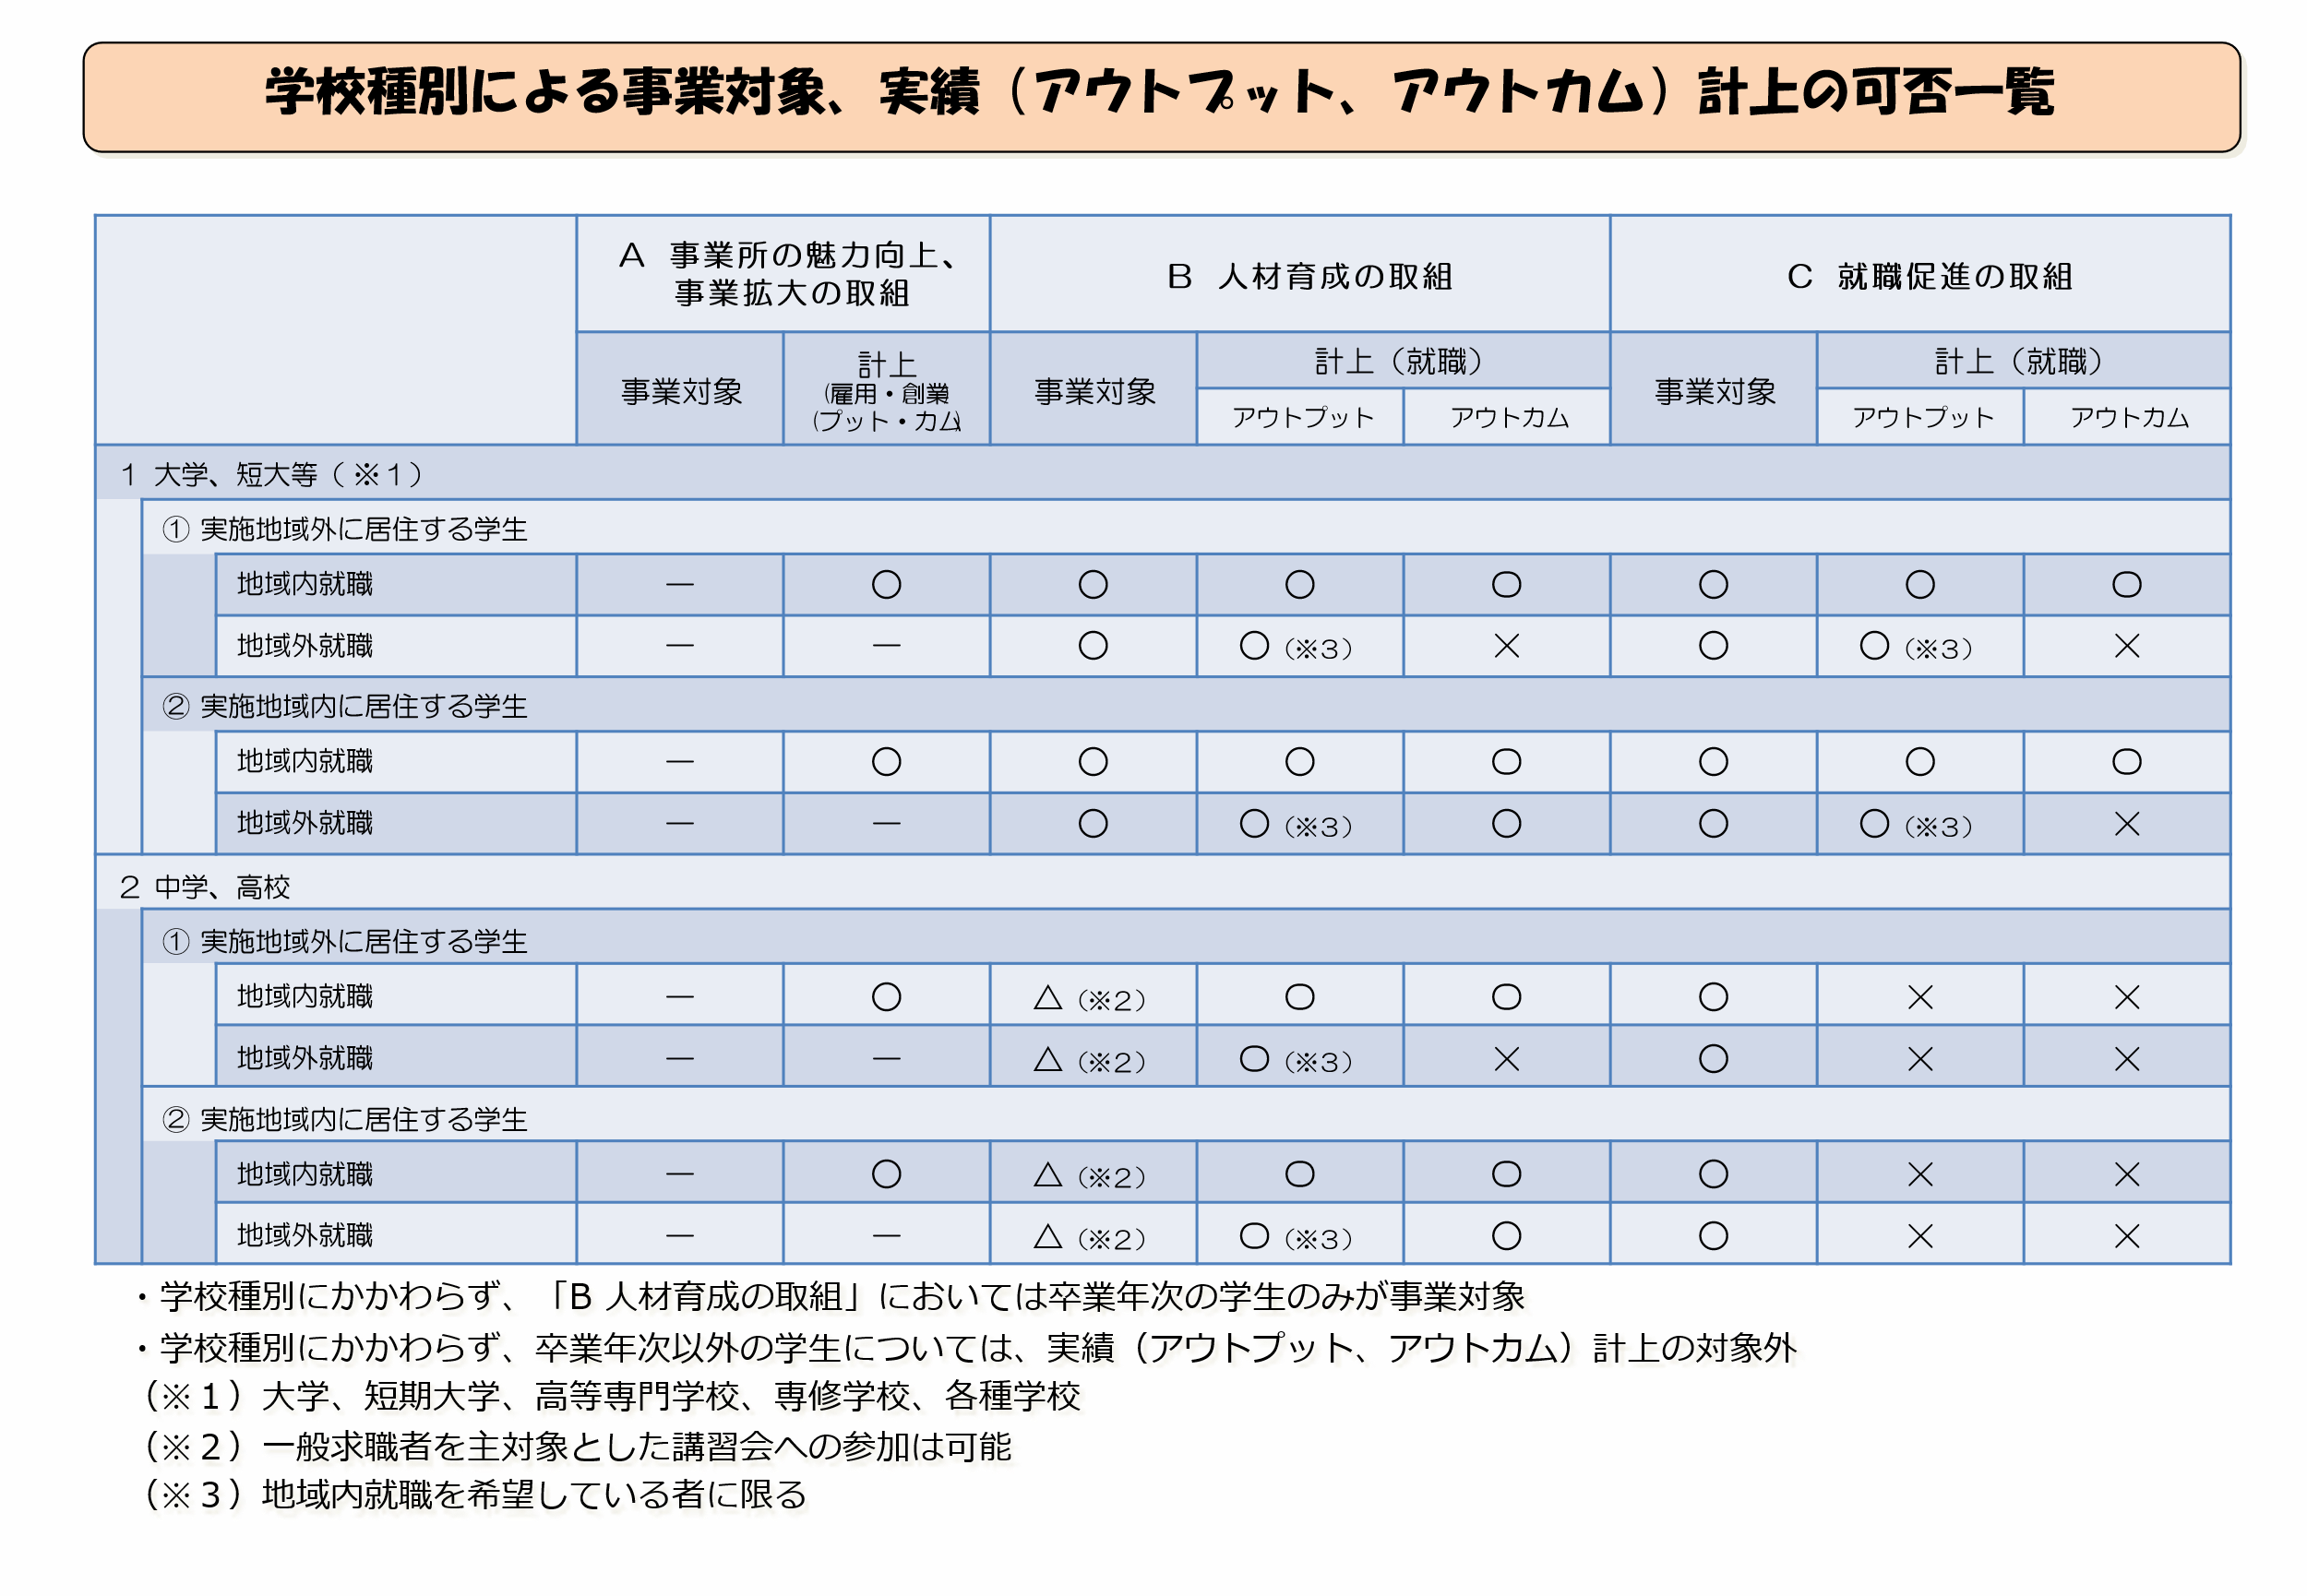 学校種別による事業対象、実績（アウトプット、アウトカム）計上の可否一覧
A 事業所の魅力向上、
事業拡大の取組
B 人材育成の取組
C 就職促進の取組
事業対象
計上
(雇用・創業
(プット・カム)
事業対象
計上（就職）
アウトプット アウトカム
事業対象
計上（就職）
アウトプット アウトカム
1 大学、短大等（※1）
① 実施地域外に居住する学生
地域内就職 － ○ ○ ○ ○ ○ ○ ○
地域外就職 － － ○ ○（※3） × ○ ○（※3） ×
② 実施地域内に居住する学生
地域内就職 － ○ ○ ○ ○ ○ ○ ○
地域外就職 － － ○ ○（※3） ○ ○ ○（※3） ×
2 中学、高校
① 実施地域外に居住する学生
地域内就職 － ○ △（※2） ○ ○ ○ × ×
地域外就職 － － △（※2） ○（※3） × ○ × ×
② 実施地域内に居住する学生
地域内就職 － ○ △（※2） ○ ○ ○ × ×
地域外就職 － － △（※2） ○（※3） ○ ○ × ×
・学校種別にかかわらず、「B 人材育成の取組」においては卒業年次の学生のみが事業対象
・学校種別にかかわらず、卒業年次以外の学生については、実績（アウトプット、アウトカム）計上の対象外
（※１）大学、短期大学、高等専門学校、専修学校、各種学校
（※２）一般求職者を主対象とした講習会への参加は可能
（※３）地域内就職を希望している者に限る